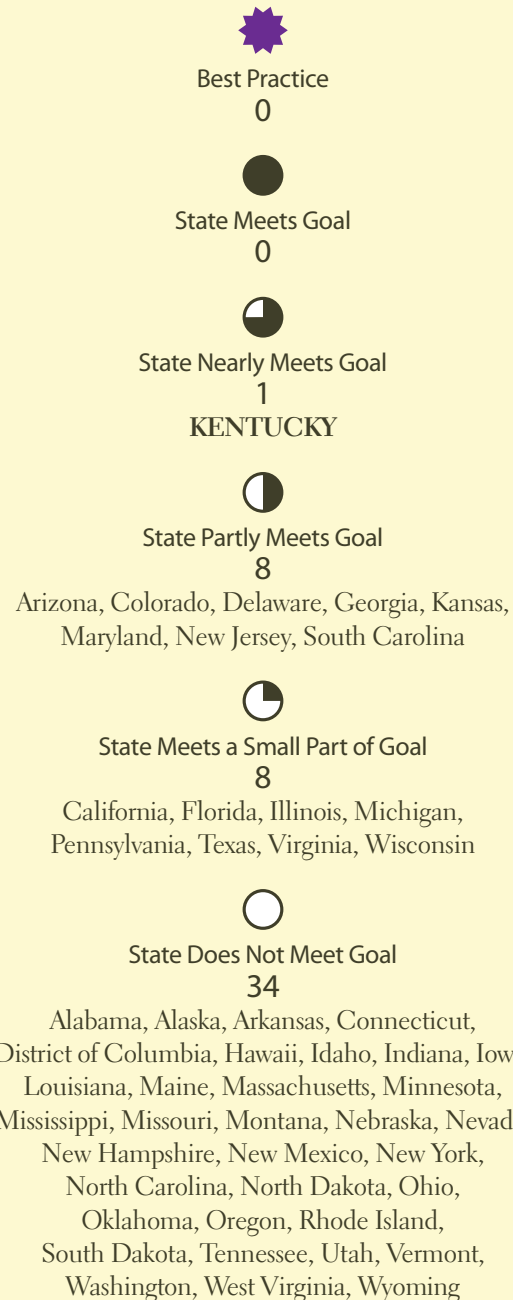 Best Practice
0
State Meets Goal
0
State Nearly Meets Goal
1
KENTUCKY
State Partly Meets Goal
8
Arizona, Colorado, Delaware, Georgia, Kansas,
Maryland, New Jersey, South Carolina
State Meets a Small Part of Goal
8
California, Florida, Illinois, Michigan,
Pennsylvania, Texas, Virginia, Wisconsin
State Does Not Meet Goal
34
Alabama, Alaska, Arkansas, Connecticut,
District of Columbia, Hawaii, Idaho, Indiana, Iow
Louisiana, Maine, Massachusetts, Minnesota,
Mississippi, Missouri, Montana, Nebraska, Nevad
New Hampshire, New Mexico, New York,
North Carolina, North Dakota, Ohio,
Oklahoma, Oregon, Rhode Island,
South Dakota, Tennessee, Utah, Vermont,
Washington, West Virginia, Wyoming